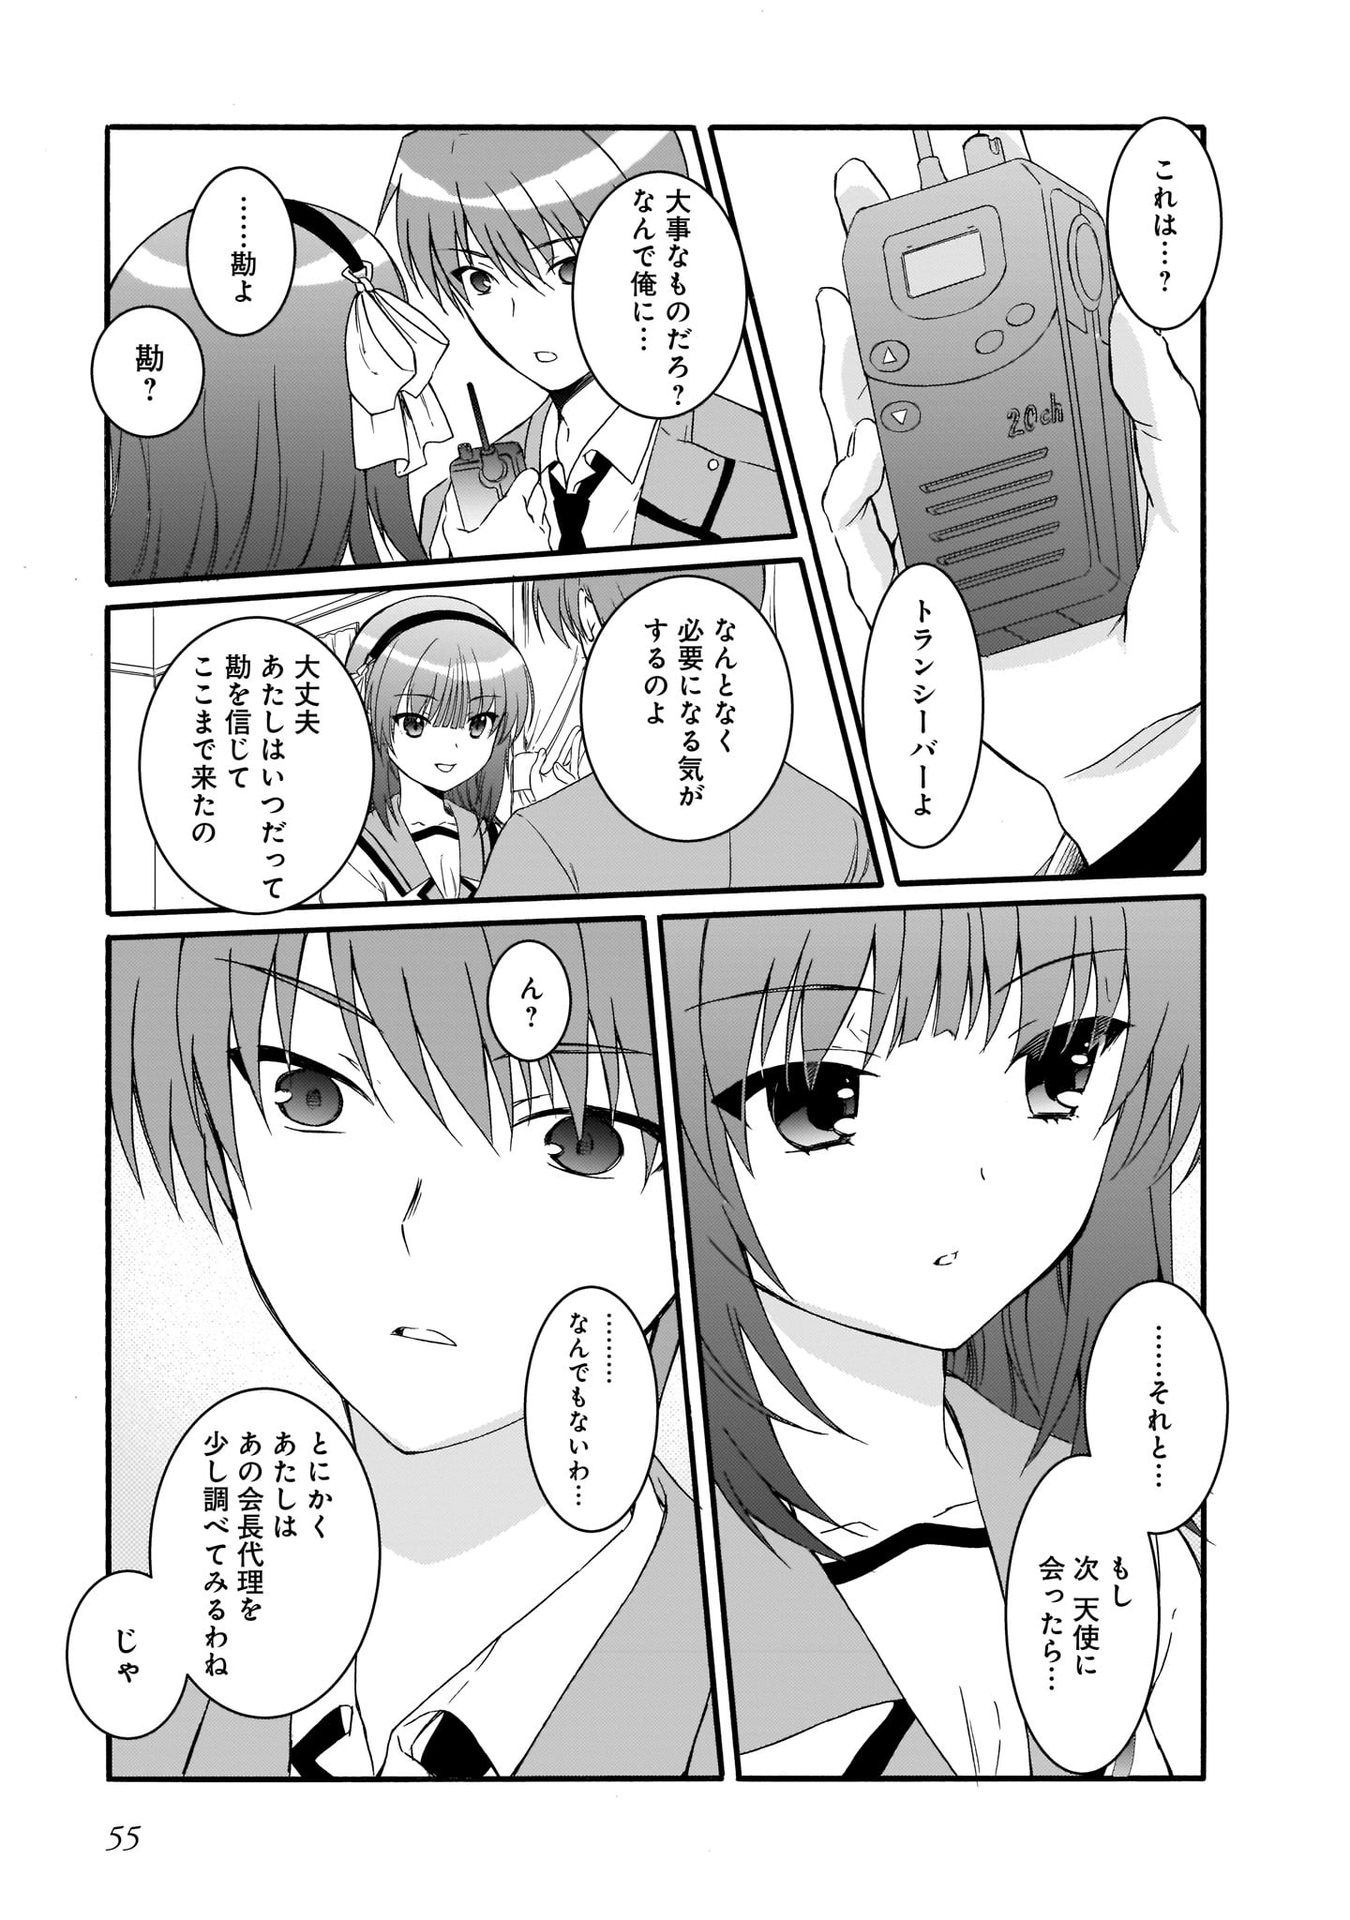 これは…？
20ch
トランシーバーよ
大事なものだろ？
なんで俺に…
……勘よ
勘？
なんとなく
必要になる気が
するのよ
大丈夫
あたしはいつだって
勘を信じて
ここまで来たの
……それと…
もし
次 天使に
会ったら…
ん？
………
なんでもないわ…
とにかく
あたしは
あの会長代理を
少し調べてみるわね
じゃ
55